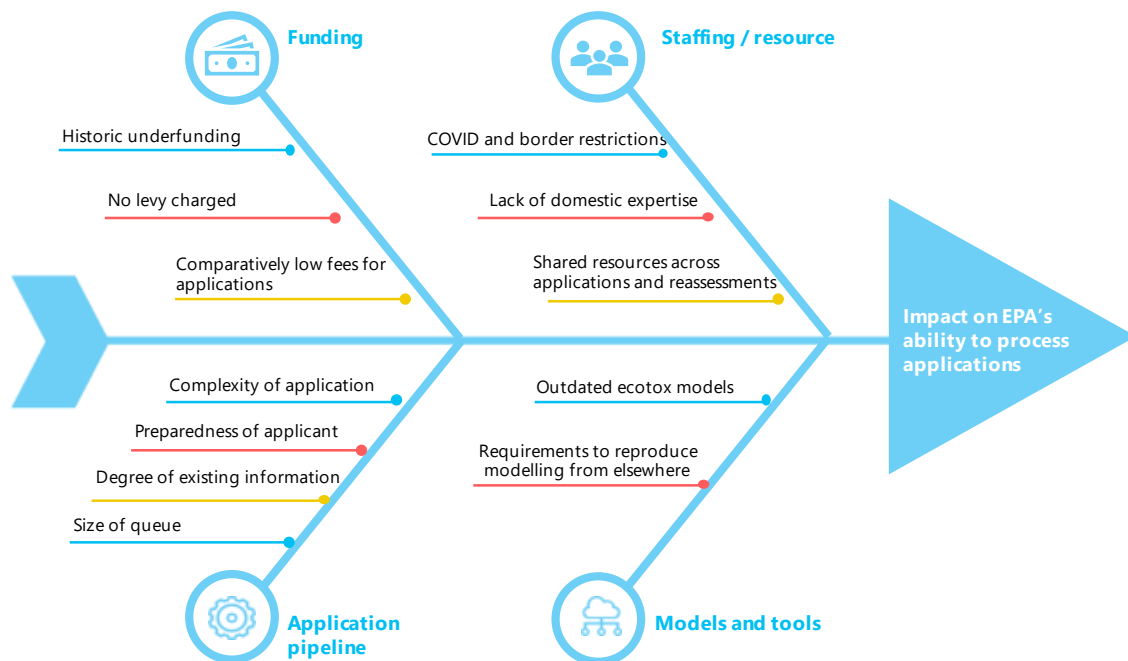 Funding
Staffing / resource
Historic underfunding
No levy charged
Comparatively low fees for
applications
COVID and border restrictions
Lack of domestic expertise
Shared resources across
applications and reassessments
Impact on EPA's
ability to process
applications
Complexity of application
Preparedness of applicant
Degree of existing information
Size of queue
Outdated ecotox models
Requirements to reproduce
modelling from elsewhere
Application
pipeline
Models and tools